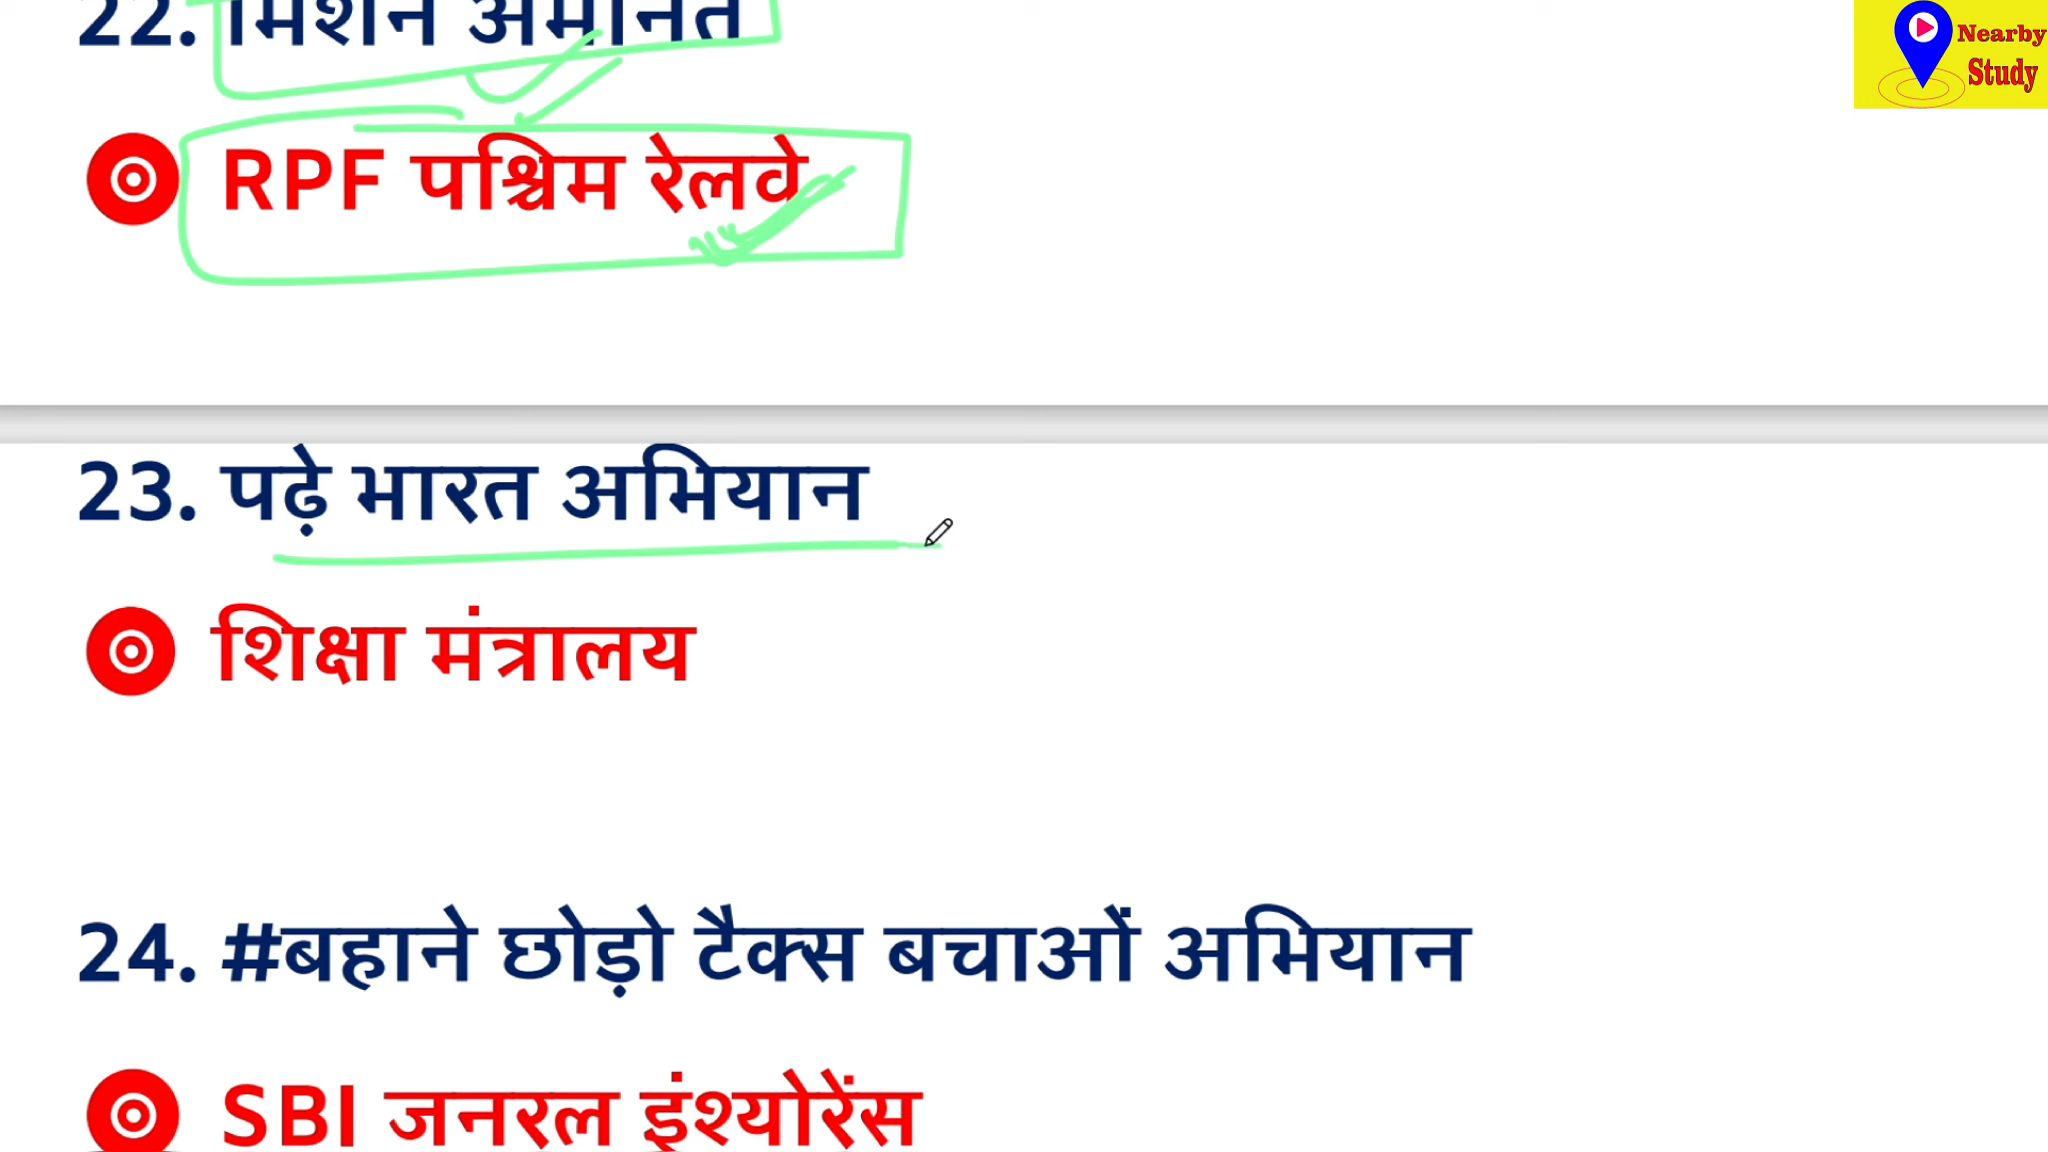 22. मिशन अमानत
Nearby
Study
RPF पश्चिम रेलवे
23. पढ़े भारत अभियान
शिक्षा मंत्रालय
24. #बहाने छोड़ो टैक्स बचाओं अभियान
SBI जनरल इंश्योरेंस